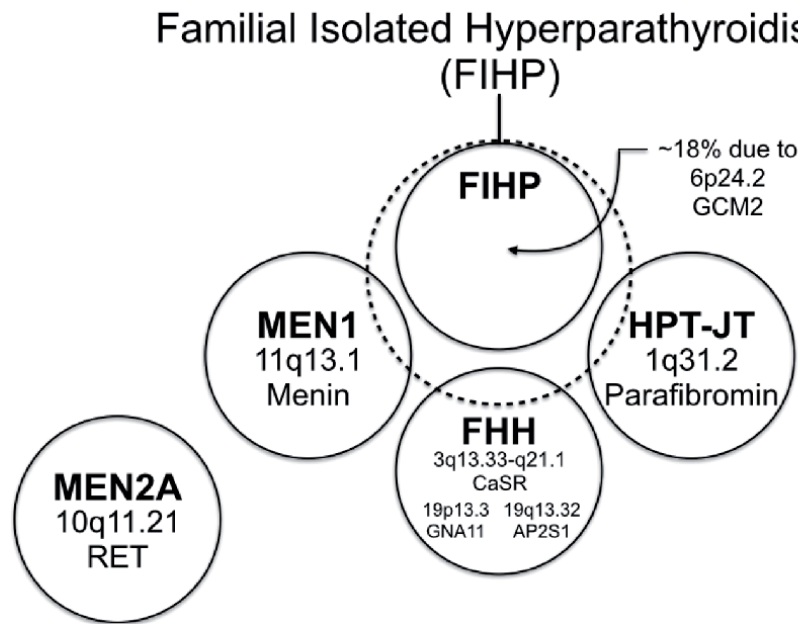 Familial Isolated Hyperparathyroidis
(FIHP)
FIHP
~18% due to
6p24.2
GCM2
MEN1
11q13.1
Menin
HPT-JT
1q31.2
Parafibromin
FHH
3q13.33-q21.1
CaSR
19p13.3 19q13.32
GNA11 AP2S1
MEN2A
10q11.21
RET